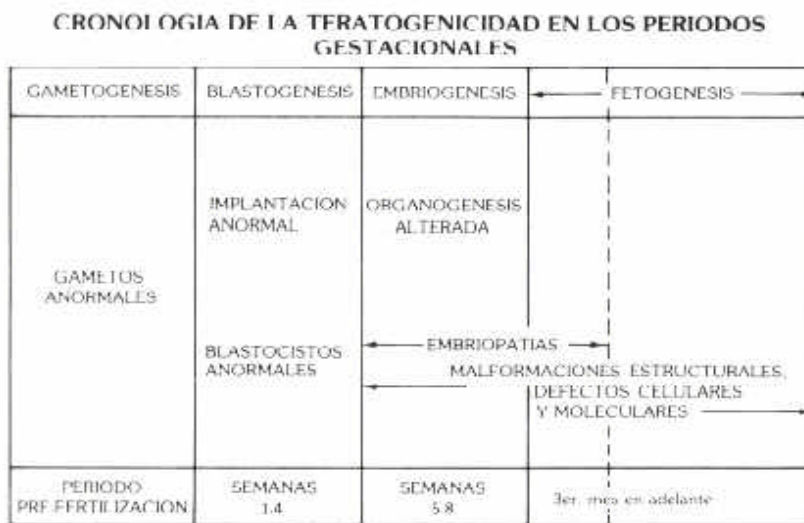 CRONOLOGIA DE LA TERATOGENICIDAD EN LOS PERIODOS
GESTACIONALES
GAMETOGENESIS BLASTOGENESIS EMBRIOGENESIS FETOGENESIS
IMPLANTACION
ANORMAL
ORGANOGENESIS
ALTERADA
GAMETOS
ANORMALES
BLASTOCISTOS
ANORMALES
EMBRIOPATIAS
MALFORMACIONES ESTRUCTURALES,
DEFECTOS CELULARES
Y MOLECULARES
PERIODO
PRE-FERTILIZACION
SEMANAS
1.4
SEMANAS
5.8
3er. mes en adelante